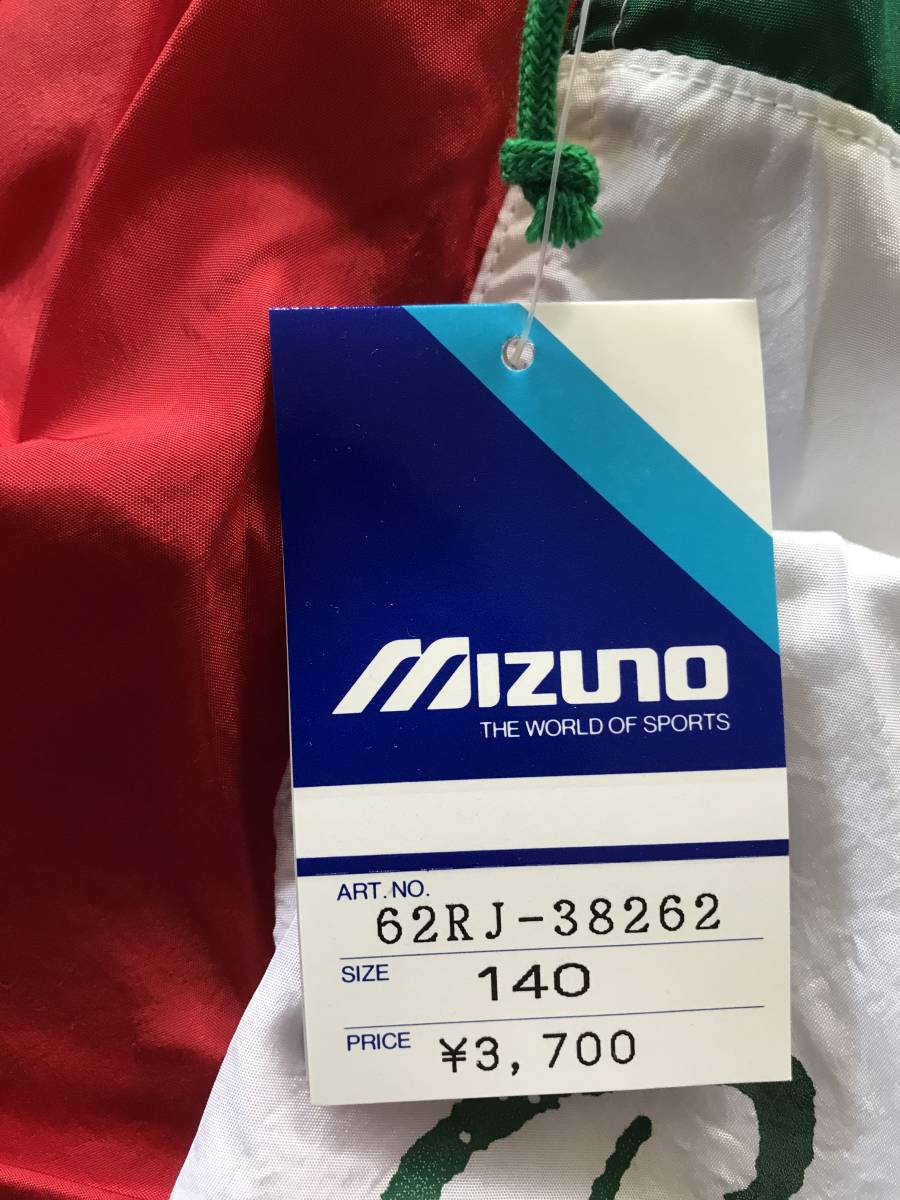 MIZUNO
THE WORLD OF SPORTS
ART. NO.
62RJ-38262
SIZE 140
PRICE ¥3,700